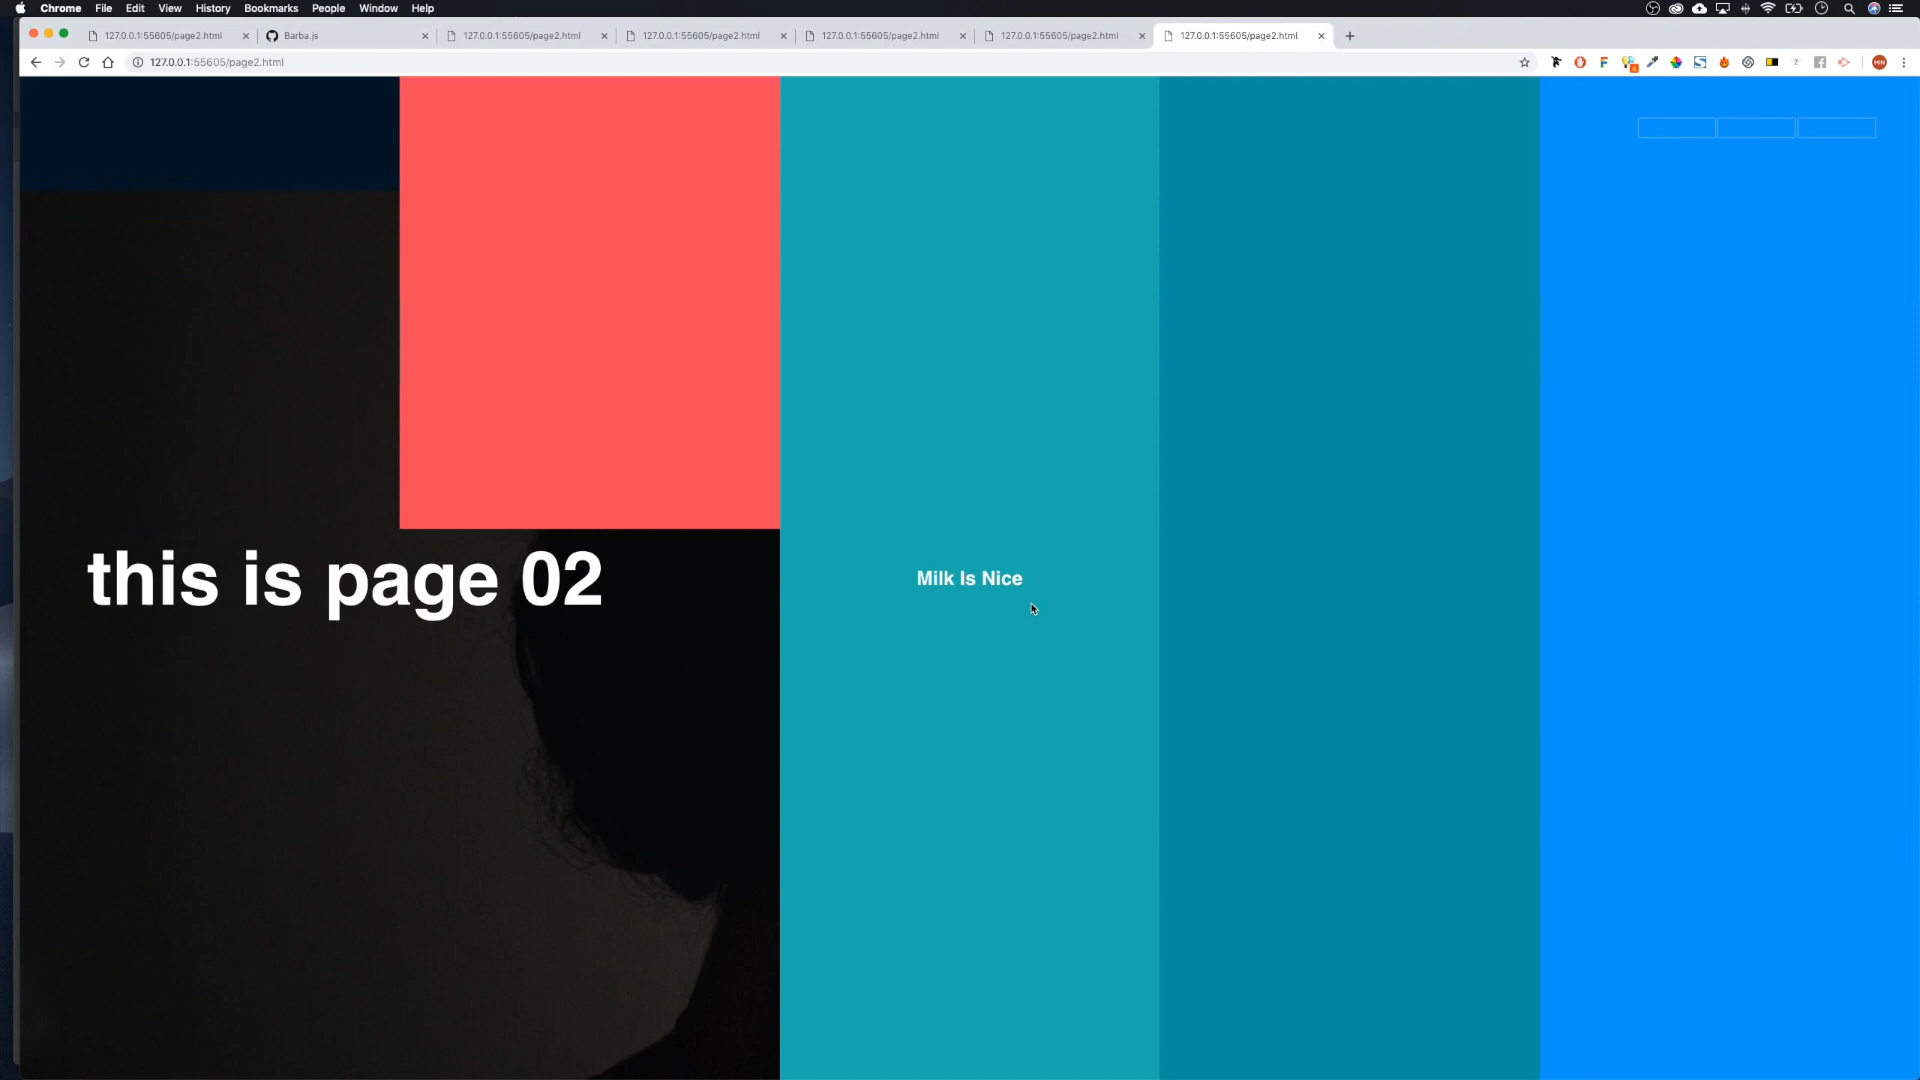 Chrome File Edit View History Bookmarks People Window Help
127.0.0.1:55605/page2.html Barba.js 127.0.0.1:55605/page2.html 127.0.0.1:55605/page2.html 127.0.0.1:55605/page2.html 127.0.0.1:55605/page2.html 127.0.0.1:55605/page2.html
127.0.0.1:55605/page2.html
this is page 02
Milk Is Nice